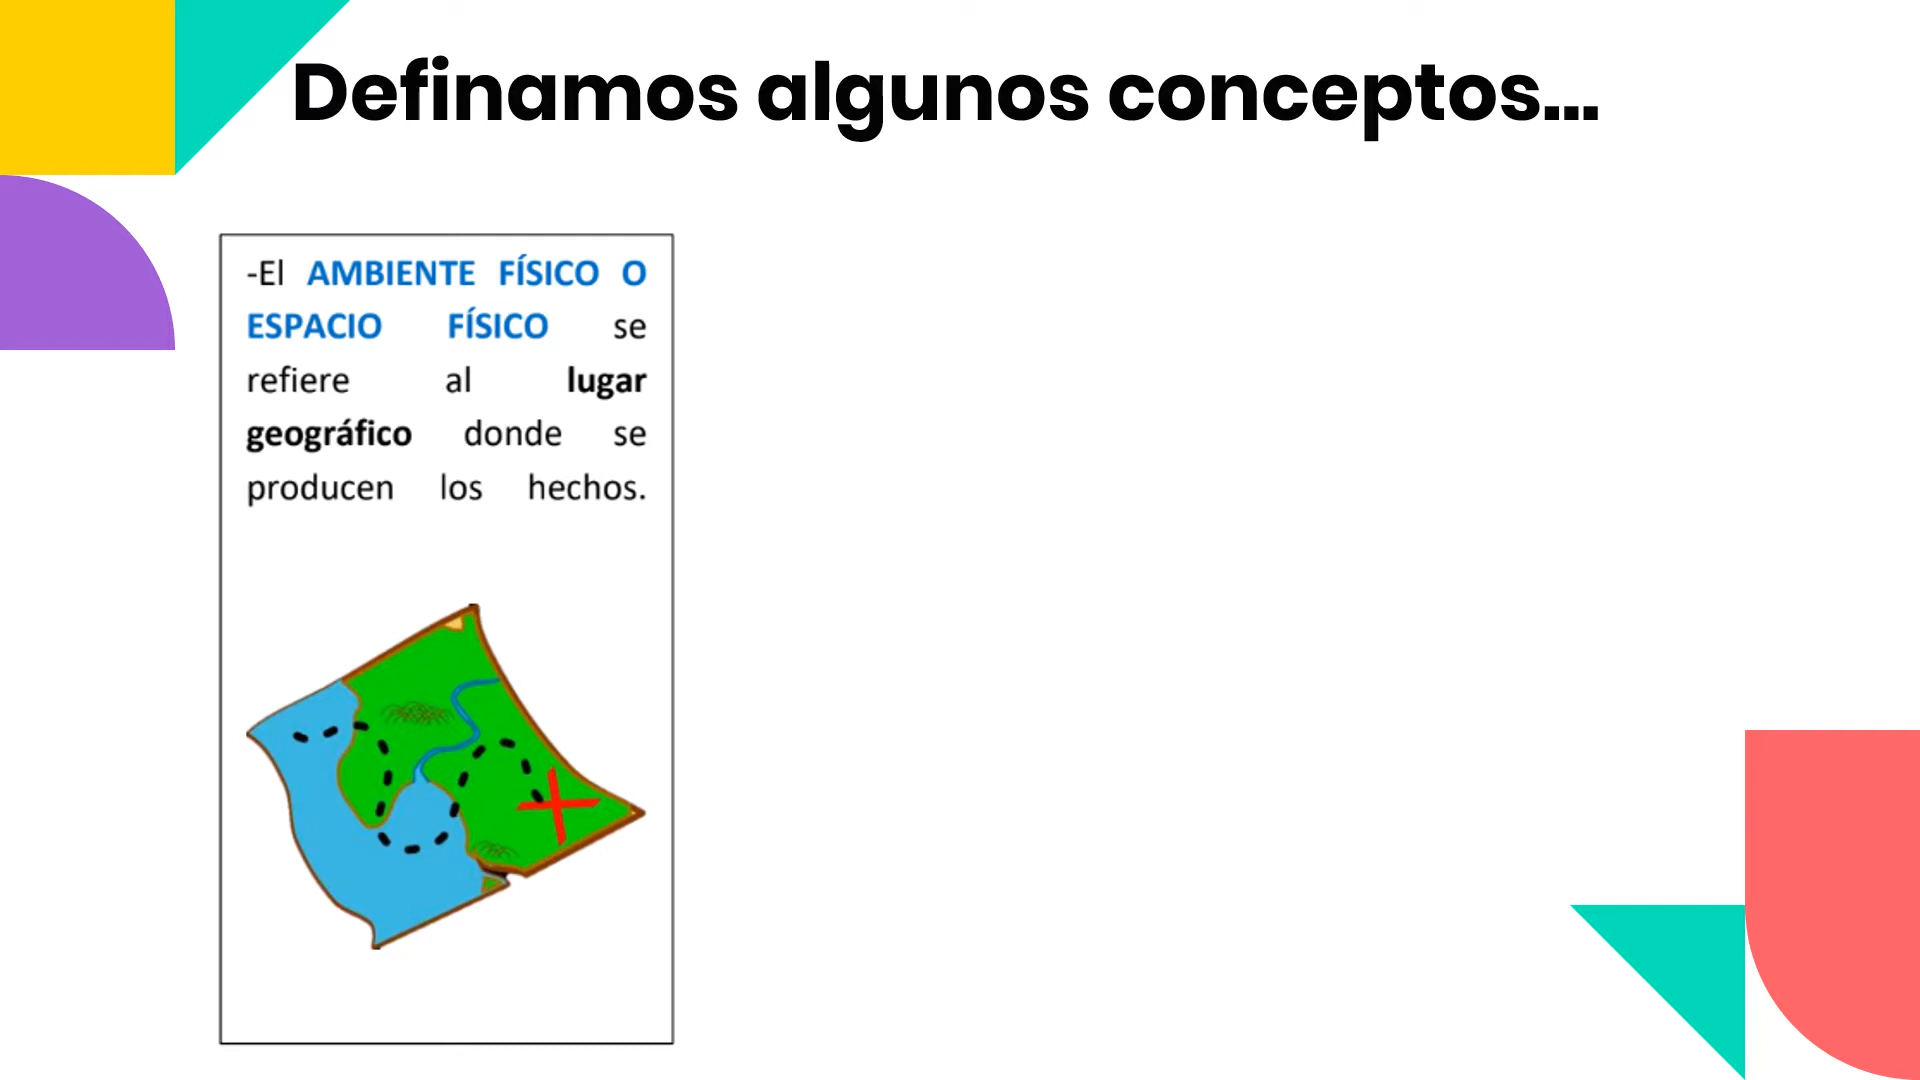 Definamos algunos conceptos...
-El AMBIENTE FÍSICO O
ESPACIO FÍSICO se
refiere al lugar
geográfico donde se
producen los hechos.